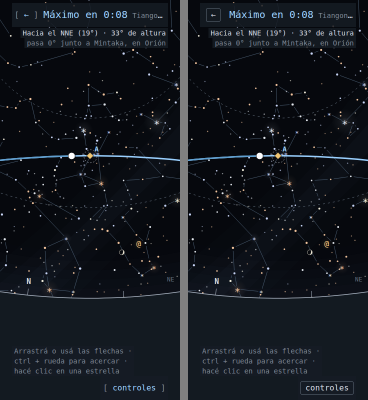 [ ← ] Máximo en 0:08 Tiangon…
Hacia el NNE (19°) · 33° de altura
pasa 0° junto a Mintaka, en Orión
A
@
N
NE
Arrastrá o usá las flechas ·
ctrl + rueda para acercar ·
hacé clic en una estrella
[ controles ]
← Máximo en 0:08 Tiangon…
Hacia el NNE (19°) · 33° de altura
pasa 0° junto a Mintaka, en Orión
A
@
N
NE
Arrastrá o usá las flechas ·
ctrl + rueda para acercar ·
hacé clic en una estrella
controles